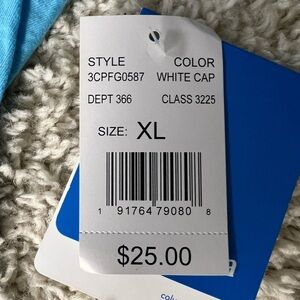 STYLE COLOR
3CPFG0587 WHITE CAP
DEPT 366 CLASS 3225
SIZE: XL
1 91764 79080 8
$25.00